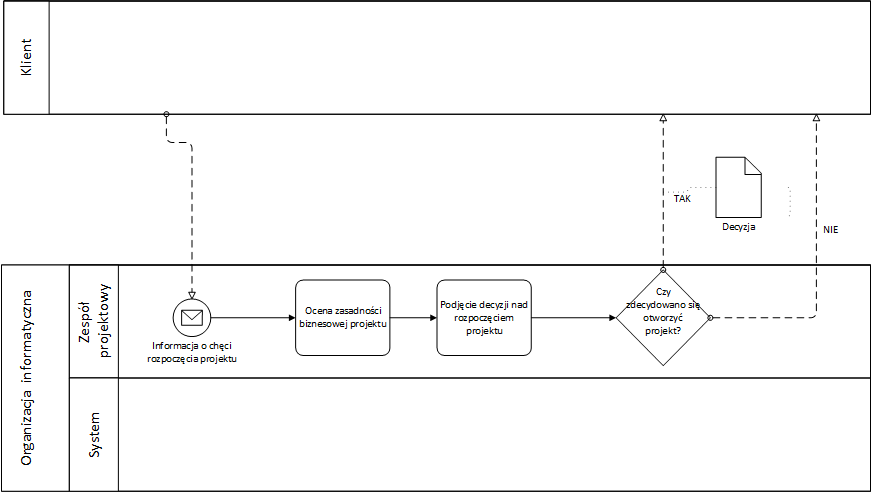 Klient
TAK
Decyzja
NIE
Organizacja informatyczna
Zespół
projektowy
Informacja o chęci
rozpoczęcia projektu
Ocena zasadności
biznesowej projektu
Podjęcie decyzji nad
rozpoczęciem
projektu
Czy
zdecydowano się
otworzyć
projekt?
System